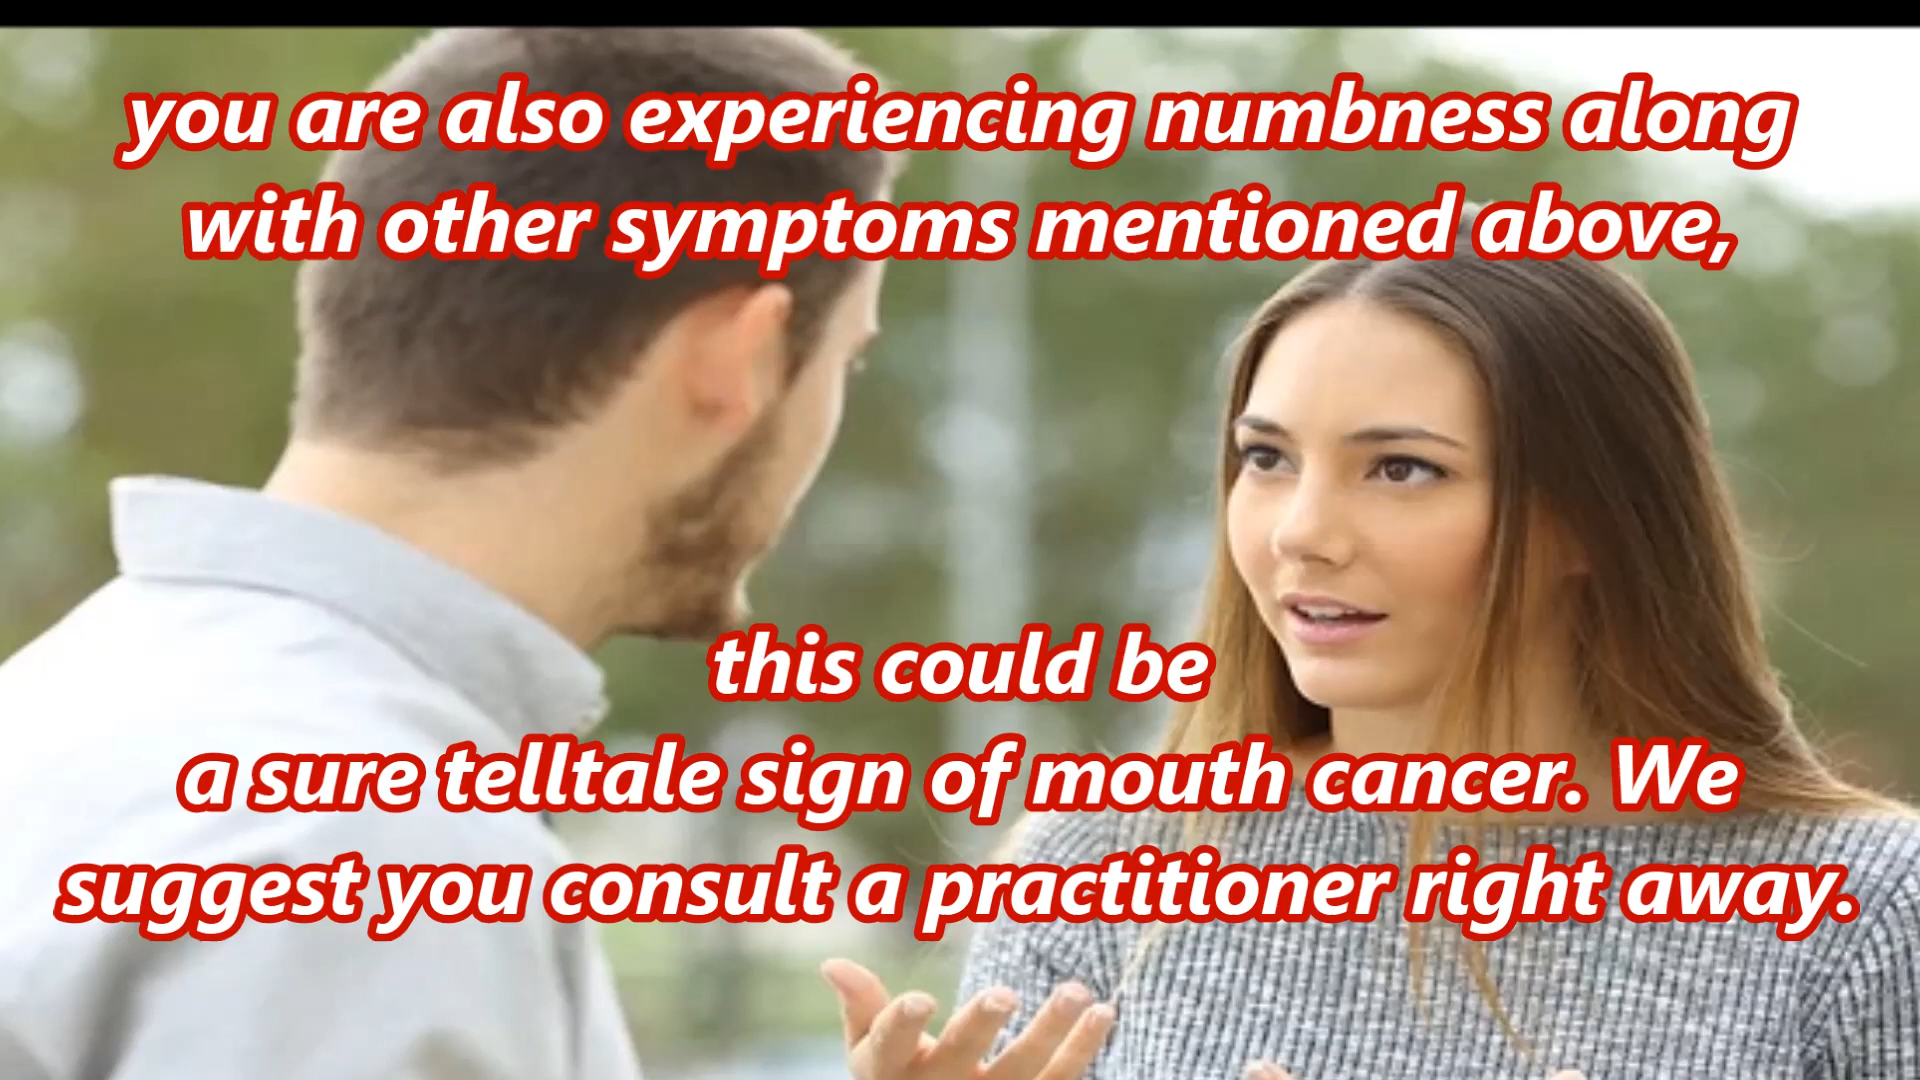 you are also experiencing numbness along
with other symptoms mentioned above,
this could be
a sure telltale sign of mouth cancer. We
suggest you consult a practitioner right away.